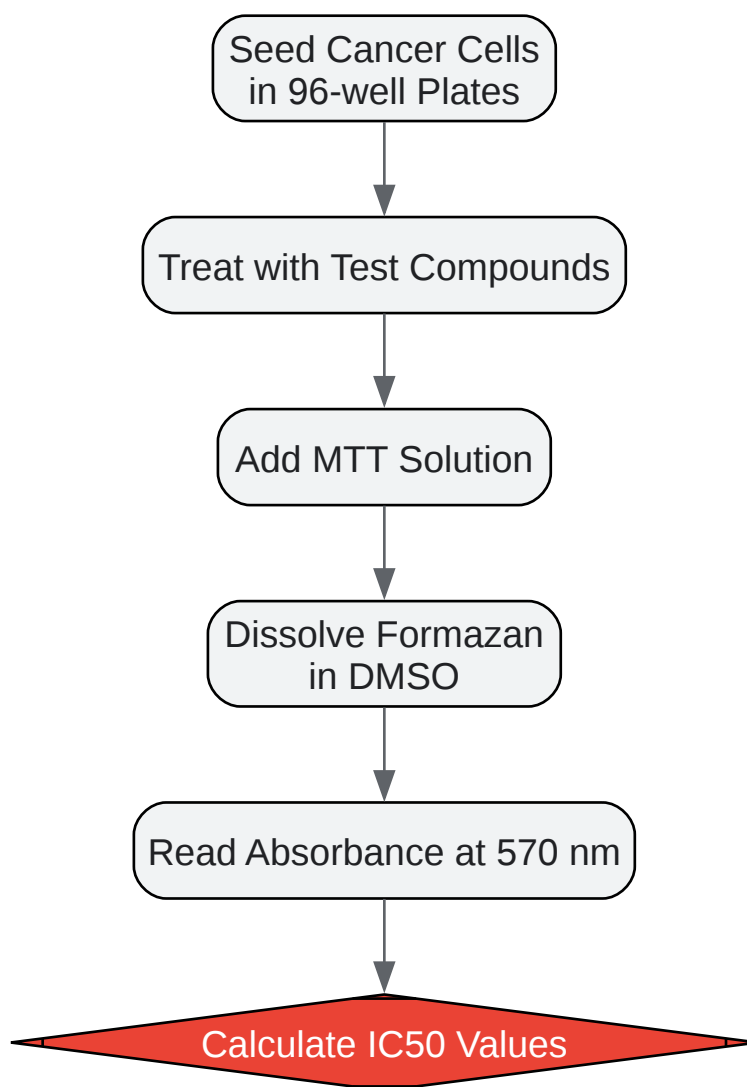 Seed Cancer Cells
in 96-well Plates
Treat with Test Compounds
Add MTT Solution
Dissolve Formazan
in DMSO
Read Absorbance at 570 nm
Calculate IC50 Values